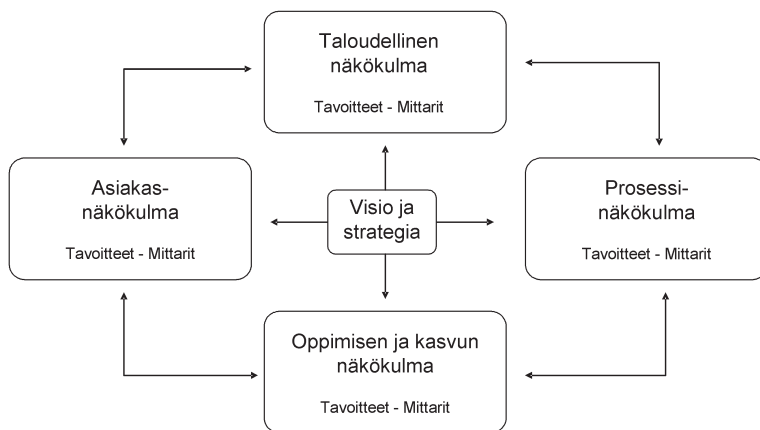 Taloudellinen
näkökulma
Tavoitteet - Mittarit
Asiakas-
näkökulma
Tavoitteet - Mittarit
Visio ja
strategia
Prosessi-
näkökulma
Tavoitteet - Mittarit
Oppimisen ja kasvun
näkökulma
Tavoitteet - Mittarit